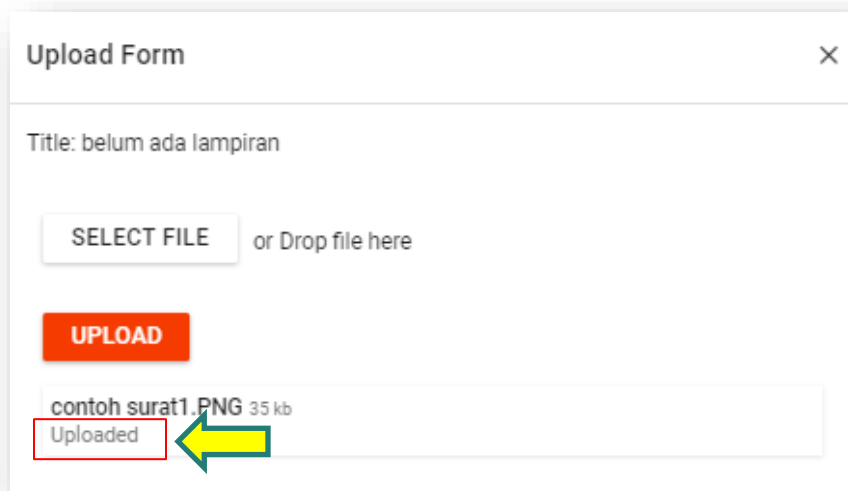 Upload Form
Title: belum ada lampiran
SELECT FILE or Drop file here
UPLOAD
contoh surat1.PNG 35 kb
Uploaded